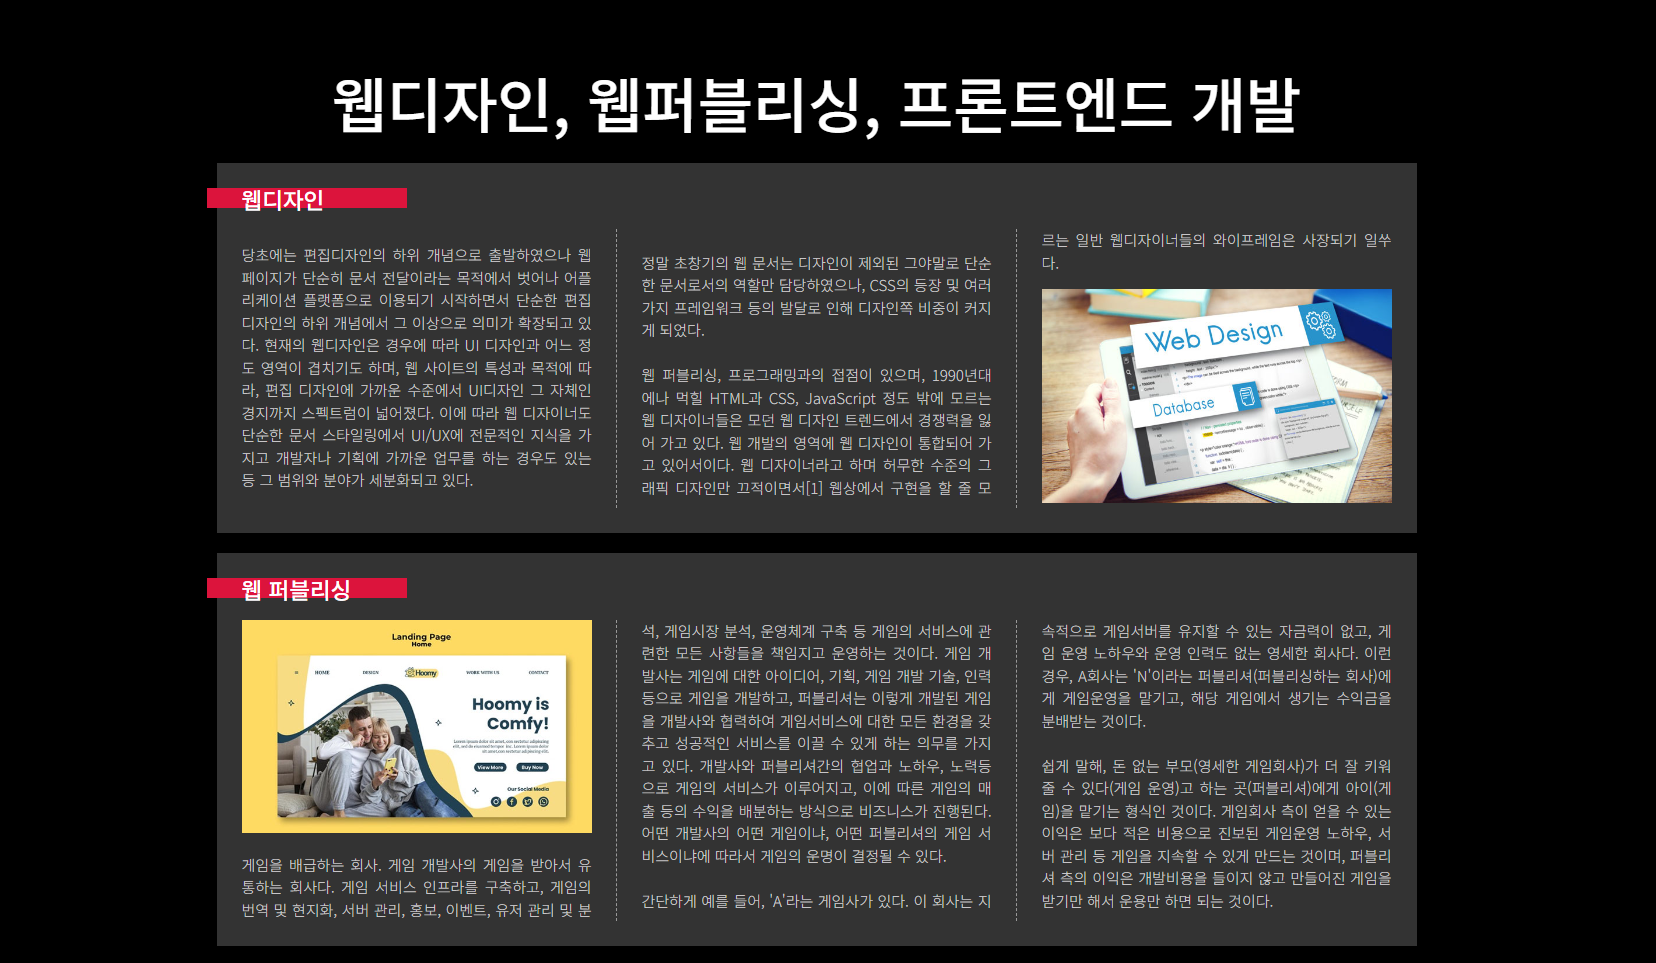 웹디자인, 웹퍼블리싱, 프론트엔드 개발
웹디자인
당초에는 편집디자인의 하위 개념으로 출발하였으나 웹
페이지가 단순히 문서 전달이라는 목적에서 벗어나 어플
리케이션 플랫폼으로 이용되기 시작하면서 단순한 편집
디자인의 하위 개념에서 그 이상으로 의미가 확장되고 있
다. 현재의 웹디자인은 경우에 따라 UI 디자인과 어느 정
도 영역이 겹치기도 하며, 웹 사이트의 특성과 목적에 따
라, 편집 디자인에 가까운 수준에서 UI디자인 그 자체인
경지까지 스펙트럼이 넓어졌다. 이에 따라 웹 디자이너도
단순한 문서 스타일링에서 UI/UX에 전문적인 지식을 가
지고 개발자나 기획에 가까운 업무를 하는 경우도 있는
등 그 범위와 분야가 세분화되고 있다.
정말 초창기의 웹 문서는 디자인이 제외된 그야말로 단순
한 문서로서의 역할만 담당하였으나, CSS의 등장 및 여러
가지 프레임워크 등의 발달로 인해 디자인쪽 비중이 커지
게 되었다.
웹 퍼블리싱, 프로그래밍과의 접점이 있으며, 1990년대
에나 먹힐 HTML과 CSS, JavaScript 정도 밖에 모르는
웹 디자이너들은 모던 웹 디자인 트렌드에서 경쟁력을 잃
어 가고 있다. 웹 개발의 영역에 웹 디자인이 통합되어 가
고 있어서이다. 웹 디자이너라고 하며 허무한 수준의 그
래픽 디자인만 끄적이면서[1] 웹상에서 구현을 할 줄 모
르는 일반 웹디자이너들의 와이프레임은 사장되기 일쑤
다.
Web Design
Database
웹 퍼블리싱
Landing Page
Home
HOME
DESIGN
Hoomy
WORK WITH US
CONTACT
Hoomy is
Comfy!
View More
Buy Now
Our Social Media
게임을 배급하는 회사. 게임 개발사의 게임을 받아서 유
통하는 회사다. 게임 서비스 인프라를 구축하고, 게임의
번역 및 현지화, 서버 관리, 홍보, 이벤트, 유저 관리 및 분
석, 게임시장 분석, 운영체계 구축 등 게임의 서비스에 관
련한 모든 사항들을 책임지고 운영하는 것이다. 게임 개
발사는 게임에 대한 아이디어, 기획, 게임 개발 기술, 인력
등으로 게임을 개발하고, 퍼블리셔는 이렇게 개발된 게임
을 개발사와 협력하여 게임서비스에 대한 모든 환경을 갖
추고 성공적인 서비스를 이끌 수 있게 하는 의무를 가지
고 있다. 개발사와 퍼블리셔간의 협업과 노하우, 노력등
으로 게임의 서비스가 이루어지고, 이에 따른 게임의 매
출 등의 수익을 배분하는 방식으로 비즈니스가 진행된다.
어떤 개발사의 어떤 게임이냐, 어떤 퍼블리셔의 게임 서
비스이냐에 따라서 게임의 운명이 결정될 수 있다.
간단하게 예를 들어, 'A'라는 게임사가 있다. 이 회사는 지
속적으로 게임서버를 유지할 수 있는 자금력이 없고, 게
임 운영 노하우와 운영 인력도 없는 영세한 회사다. 이런
경우, A회사는 'N'이라는 퍼블리셔(퍼블리싱하는 회사)에
게 게임운영을 맡기고, 해당 게임에서 생기는 수익금을
분배받는 것이다.
쉽게 말해, 돈 없는 부모(영세한 게임회사)가 더 잘 키워
줄 수 있다(게임 운영)고 하는 곳(퍼블리셔)에게 아이(게
임)을 맡기는 형식인 것이다. 게임회사 측이 얻을 수 있는
이익은 보다 적은 비용으로 진보된 게임운영 노하우, 서
버 관리 등 게임을 지속할 수 있게 만드는 것이며, 퍼블리
셔 측의 이익은 개발비용을 들이지 않고 만들어진 게임을
받기만 해서 운용만 하면 되는 것이다.